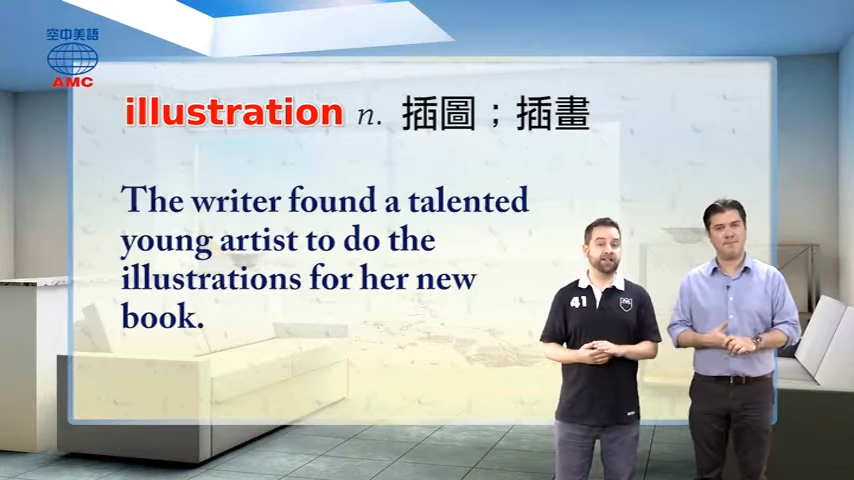 空中美語
AMC
illustration n. 插圖；插畫
The writer found a talented
young artist to do the
illustrations for her new
book.
41